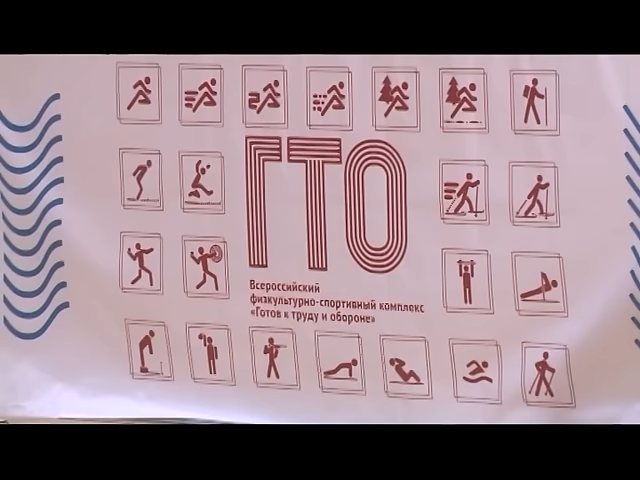 ГТО
Всероссийский
физкультурно-спортивный комплекс
«Готов к труду и обороне»